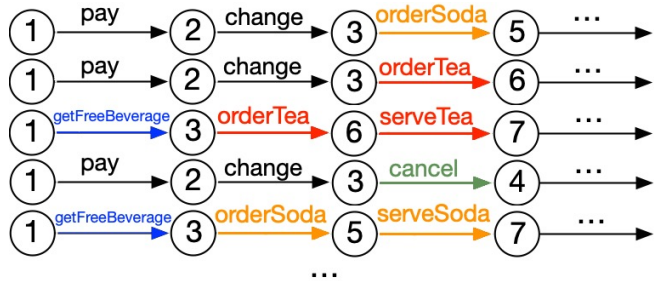 1 pay 2 change 3 orderSoda 5 ...
1 pay 2 change 3 orderTea 6 ...
1 getFreeBeverage 3 orderTea 6 serveTea 7 ...
1 pay 2 change 3 cancel 4 ...
1 getFreeBeverage 3 orderSoda 5 serveSoda 7 ...
...